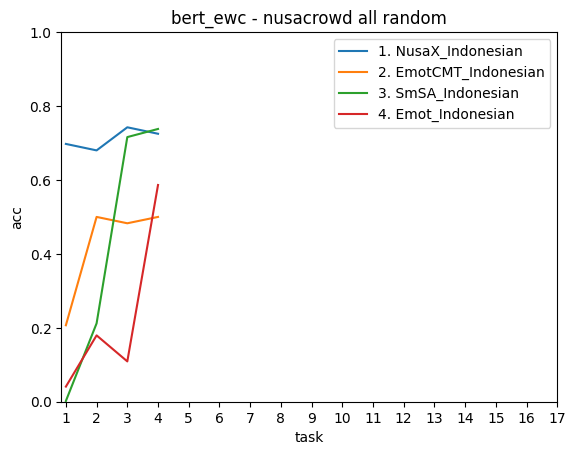 bert_ewc - nusacrowd all random
1.0
0.8
0.6
0.4
0.2
0.0
acc
1. NusaX_Indonesian
2. EmotCMT_Indonesian
3. SmSA_Indonesian
4. Emot_Indonesian
1 2 3 4 5 6 7 8 9 10 11 12 13 14 15 16 17
task